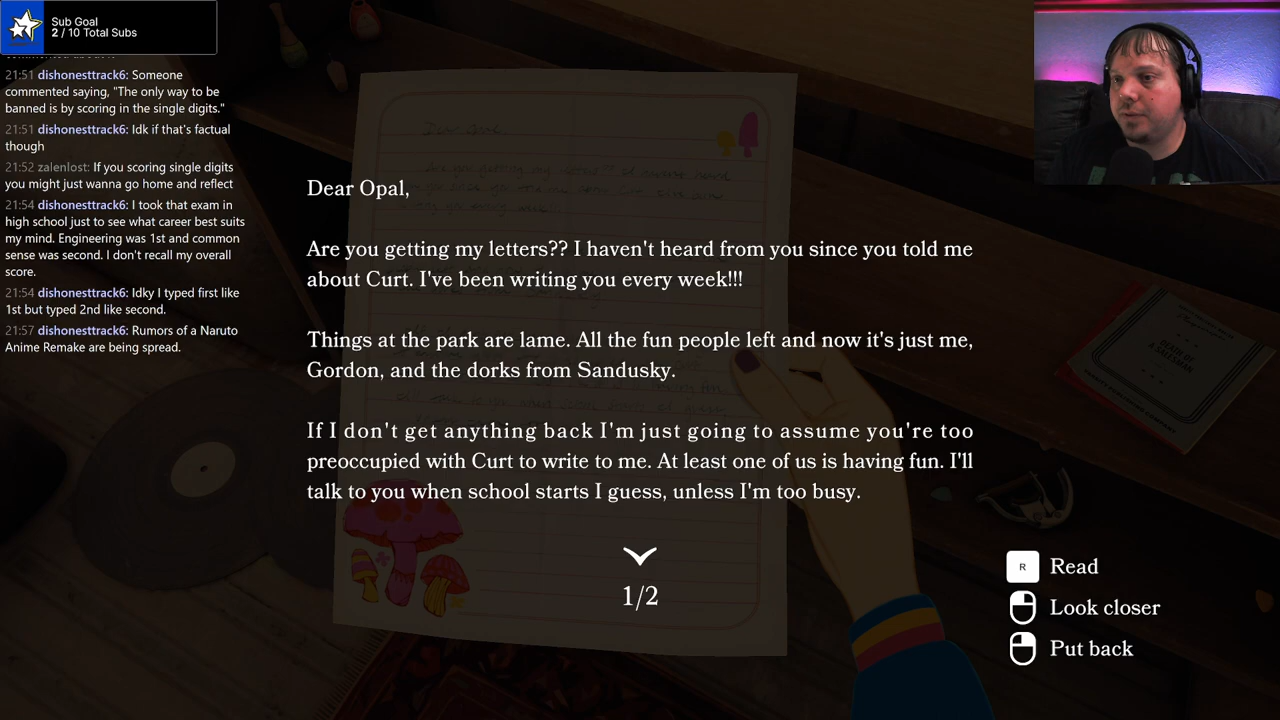 Sub Goal
2 / 10 Total Subs
21:51 dishonesttrack6: Someone
commented saying, "The only way to be
banned is by scoring in the single digits."
21:51 dishonesttrack6: Idk if that's factual
though
21:52 zalenlost: If you scoring single digits
you might just wanna go home and reflect
21:54 dishonesttrack6: I took that exam in
high school just to see what career best suits
my mind. Engineering was 1st and common
sense was second. I don't recall my overall
score.
21:54 dishonesttrack6: Idky I typed first like
1st but typed 2nd like second.
21:57 dishonesttrack6: Rumors of a Naruto
Anime Remake are being spread.
Dear Opal,
Are you getting my letters?? I haven't heard from you since you told me
about Curt. I've been writing you every week!!!
Things at the park are lame. All the fun people left and now it's just me,
Gordon, and the dorks from Sandusky.
If I don't get anything back I'm just going to assume you're too
preoccupied with Curt to write to me. At least one of us is having fun. I'll
talk to you when school starts I guess, unless I'm too busy.
1/2
R Read
Look closer
Put back
DEATH OF
A SALESMAN